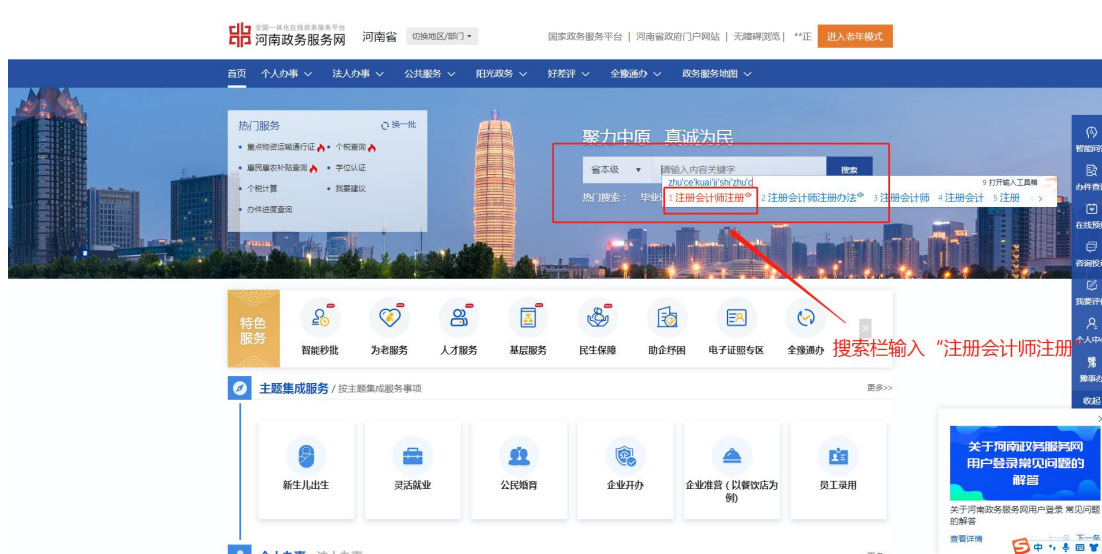 全国一体化在线政务服务平台
河南政务服务网
河南省
切换地区/部门
国家政务服务平台 | 河南省政府门户网站 | 无障碍浏览 | **正
进入老年模式
首页 个人办事 法人办事 公共服务 阳光政务 好差评 全豫通办 政务服务地图
热门服务
换一批
重点物资运输通行证
个税查询
惠民惠农补贴查询
学位认证
个税计算
我要建议
办件进度查询
聚力中原 真诚为民
省本级
请输入内容关键字
搜索
zhu'ce'kuai'ji'shi'zhu'c
9 打开输入工具箱
热门搜索： 毕业
1 注册会计师注册 2 注册会计师注册办法 3 注册会计师 4 注册会计 5 注册
智能问答
办件查
在线预
咨询投
我要评
个人中
豫事办
收起
特色服务
智能秒批
为老服务
人才服务
基层服务
民生保障
助企纾困
电子证照专区
全豫通办
搜索栏输入“注册会计师注册”
主题集成服务 / 按主题集成服务事项
更多>>
新生儿出生
灵活就业
公民婚育
企业开办
企业准营（以餐饮店为例）
员工录用
关于河南政务服务网
用户登录常见问题的
解答
关于河南政务服务网用户登录 常见问题
的解答
查看详情
上一条 下一条
中